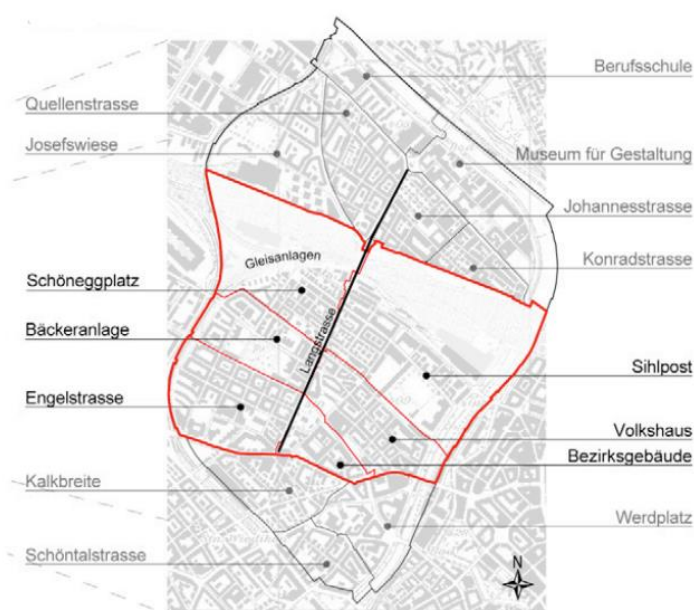 Berufsschule
Quellenstrasse
Josefswiese
Museum für Gestaltung
Johannesstrasse
Konradstrasse
Gleisanlagen
Schöneggplatz
Langstrasse
Bäckeranlage
Sihlpost
Engelstrasse
Volkshaus
Bezirksgebäude
Kalkbreite
Werdplatz
Schöntalstrasse
N